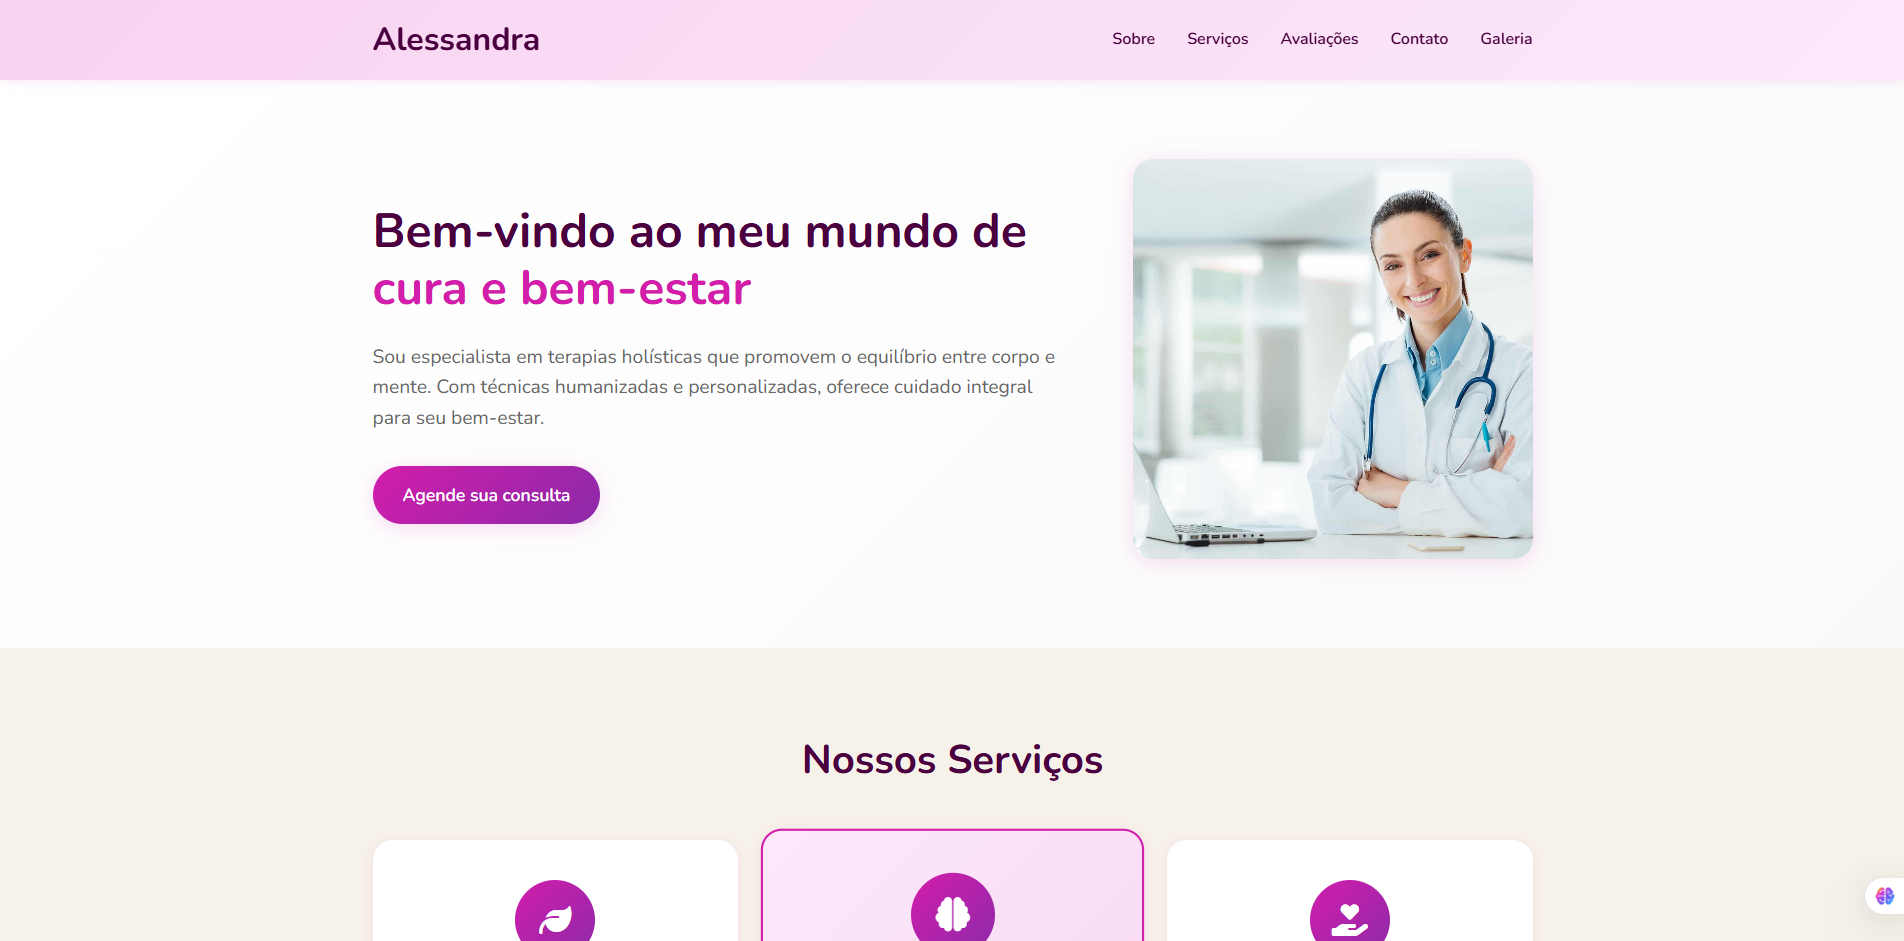 Alessandra
Sobre Serviços Avaliações Contato Galeria
Bem-vindo ao meu mundo de
cura e bem-estar
Sou especialista em terapias holísticas que promovem o equilíbrio entre corpo e
mente. Com técnicas humanizadas e personalizadas, oferece cuidado integral
para seu bem-estar.
Agende sua consulta
Nossos Serviços